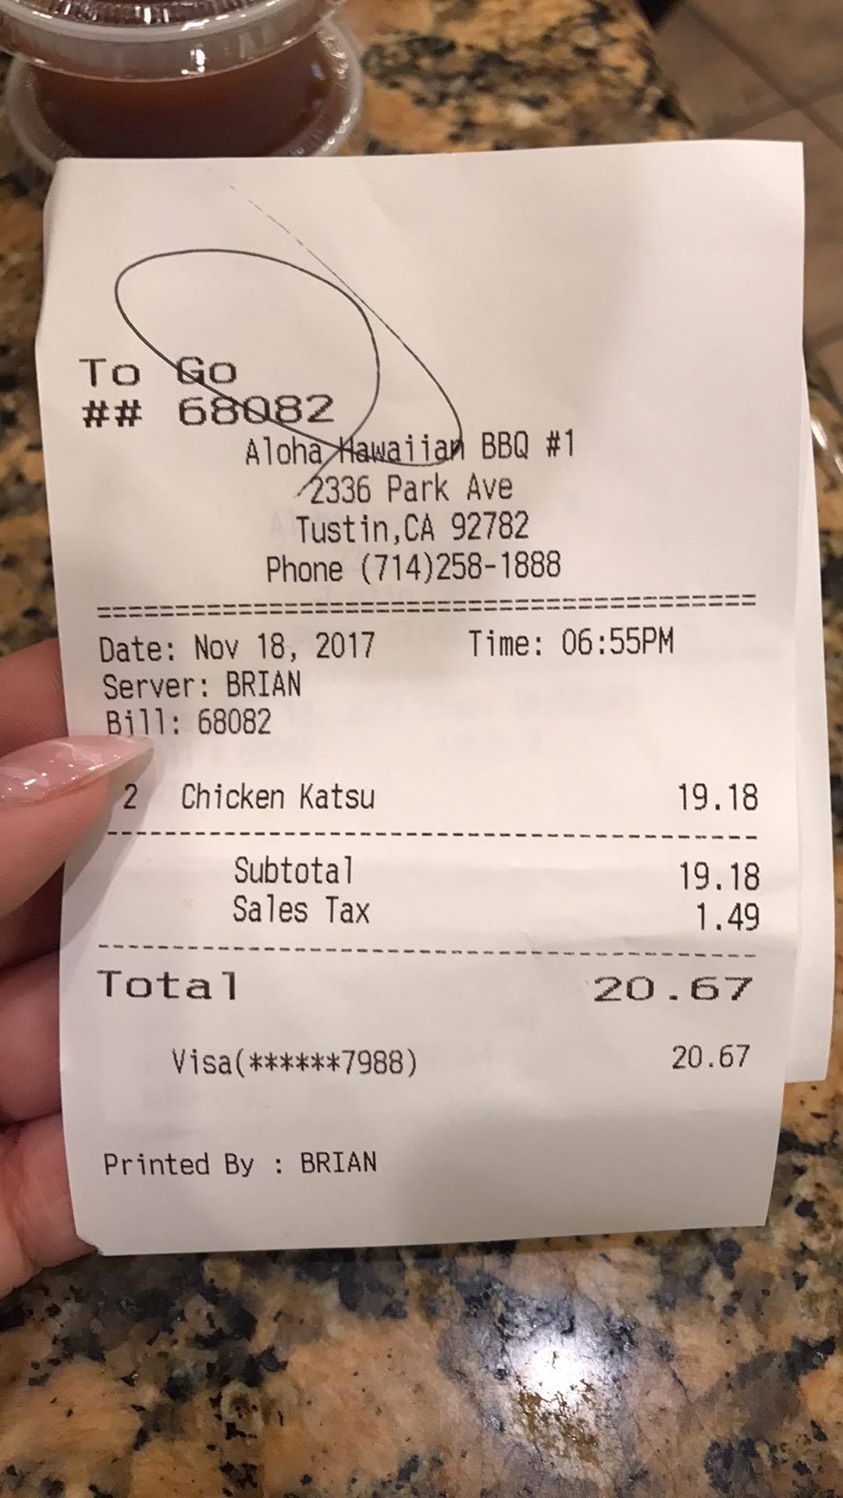 To Go
## 68082
Aloha Hawaiian BBQ #1
2336 Park Ave
Tustin,CA 92782
Phone (714)258-1888
Date: Nov 18, 2017 Time: 06:55PM
Server: BRIAN
Bill: 68082
2 Chicken Katsu 19.18
Subtotal 19.18
Sales Tax 1.49
Total 20.67
Visa(******7988) 20.67
Printed By : BRIAN